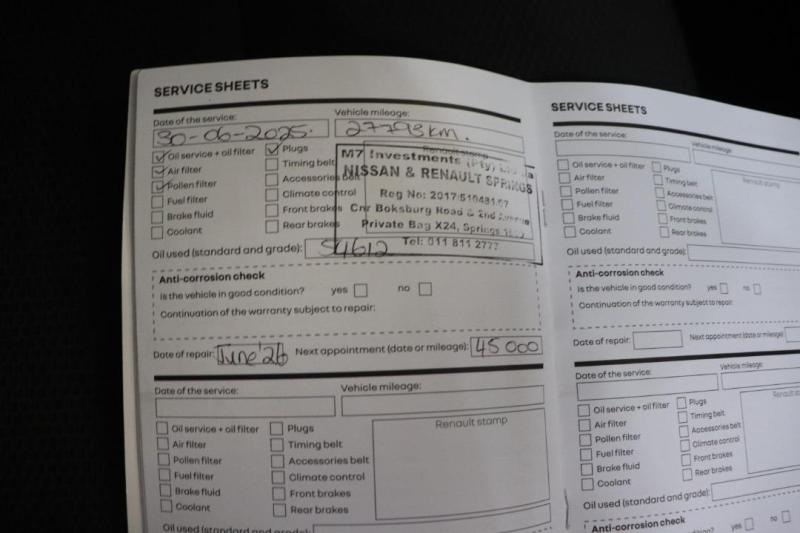 SERVICE SHEETS
Date of the service:
Vehicle mileage:
30-06-2025.
27793km.
Oil service + oil filter
Plugs
Air filter
Timing belt
Pollen filter
Accessories belt
Fuel filter
Climate control
Brake fluid
Front brakes
Coolant
Rear brakes
Renault stamp
M7 Investments (Pty)
NISSAN & RENAULT SPRINGS
Reg No:
Cnr Boksburg Road & 2nd Avenue
Private Bag X24, Springs
Tel: 011 811 2777
Oil used (standard and grade):
Anti-corrosion check
Is the vehicle in good condition? yes no
Continuation of the warranty subject to repair:
Date of repair: June '26 Next appointment (date or mileage): 45 000
Date of the service:
Vehicle mileage:
Oil service + oil filter
Plugs
Air filter
Timing belt
Pollen filter
Accessories belt
Fuel filter
Climate control
Brake fluid
Front brakes
Coolant
Rear brakes
Renault stamp
Oil used (standard and grade):
SERVICE SHEETS
Date of the service:
Vehicle mileage:
Oil service + oil filter
Plugs
Air filter
Timing belt
Pollen filter
Accessories belt
Fuel filter
Climate control
Brake fluid
Front brakes
Coolant
Rear brakes
Renault stamp
Oil used (standard and grade):
Anti-corrosion check
Is the vehicle in good condition? yes no
Continuation of the warranty subject to repair:
Date of repair: Next appointment (date or mileage):
Date of the service:
Vehicle mileage:
Oil service + oil filter
Plugs
Air filter
Timing belt
Pollen filter
Accessories belt
Fuel filter
Climate control
Brake fluid
Front brakes
Coolant
Rear brakes
Oil used (standard and grade):
Anti-corrosion check
yes no